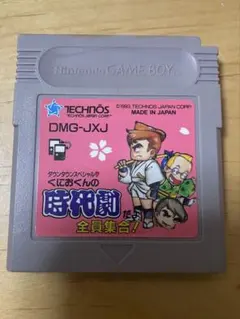 Nintendo GAME BOY
TECHNŌS
TECHNOS JAPAN CORP.
©1993 TECHNOS JAPAN CORP.
MADE IN JAPAN
DMG-JXJ
ダウンタウンスペシャル
くにおくんの
時代劇だよ
全員集合!